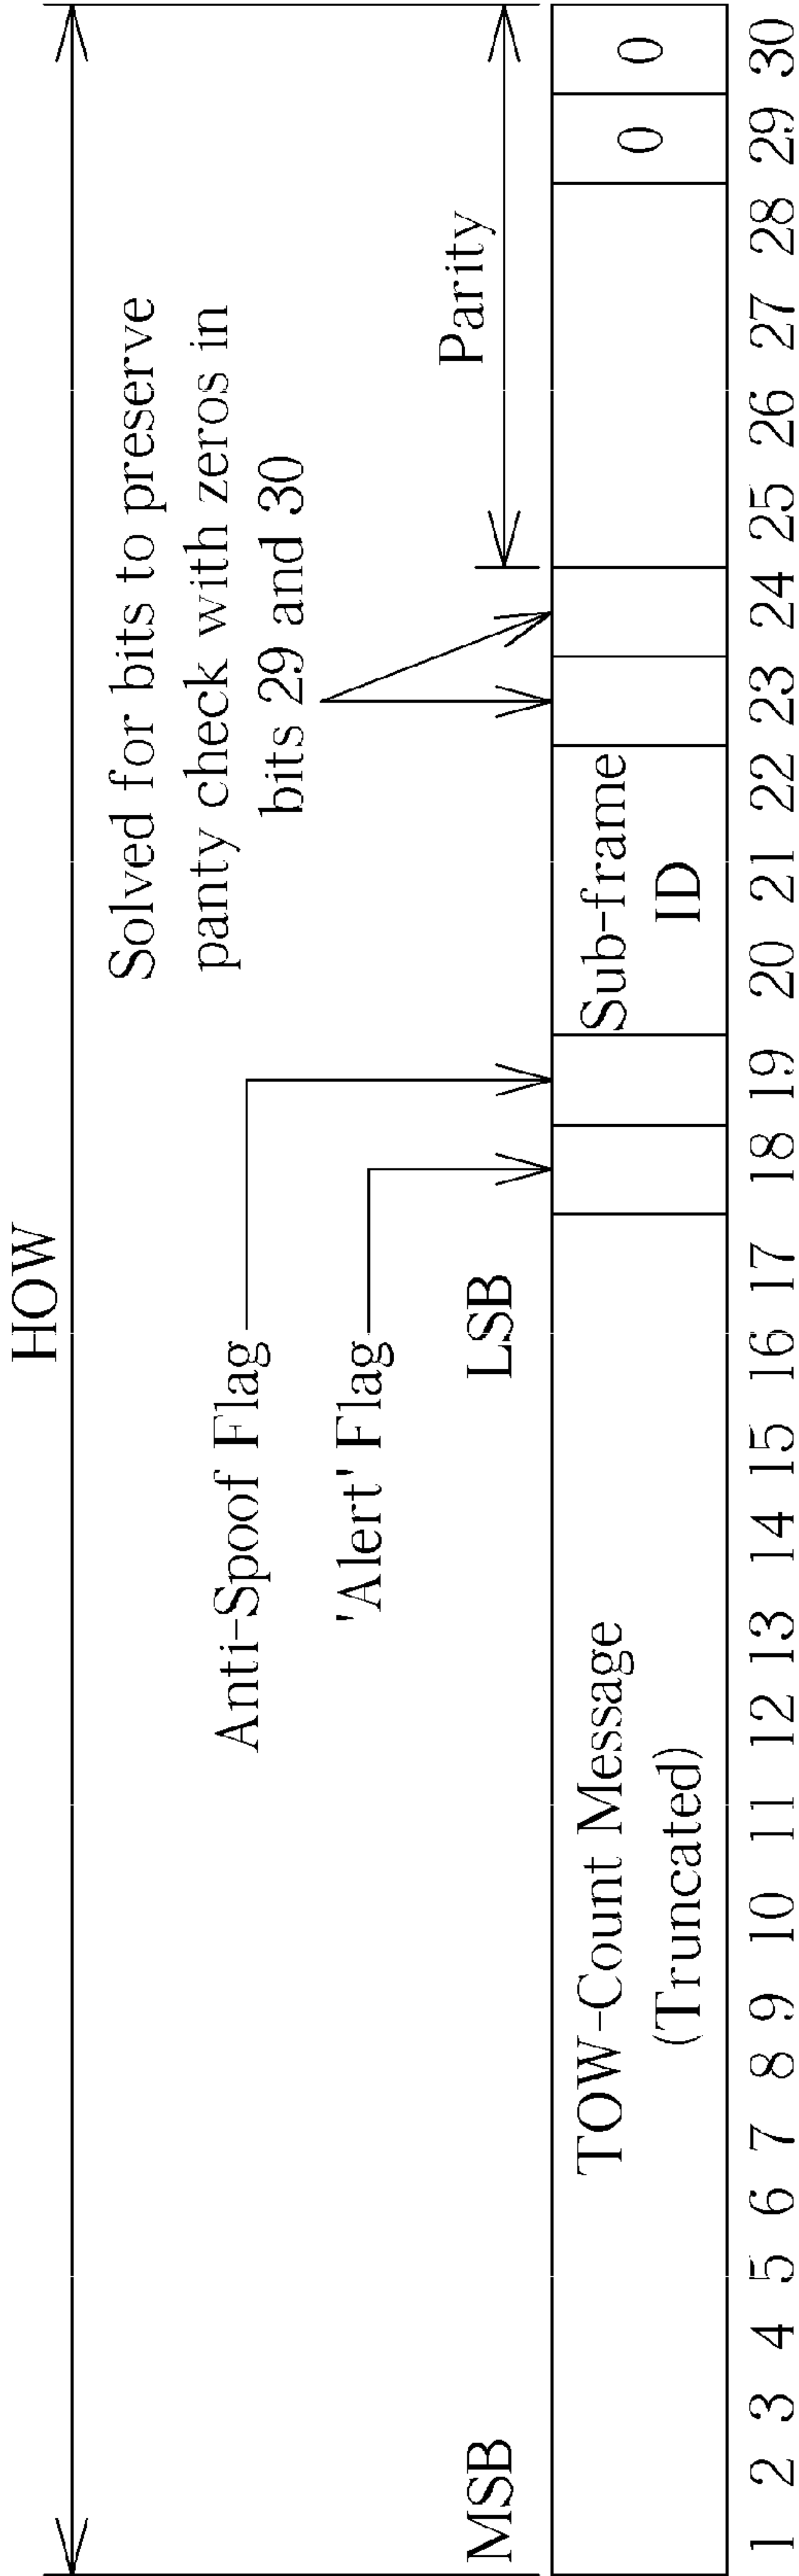 HOW
Solved for bits to preserve
panty check with zeros in
bits 29 and 30
Anti-Spoof Flag
'Alert' Flag
MSB
LSB
Parity
TOW-Count Message
(Truncated)
Sub-frame
ID
0
0
1 2 3 4 5 6 7 8 9 10 11 12 13 14 15 16 17 18 19 20 21 22 23 24 25 26 27 28 29 30